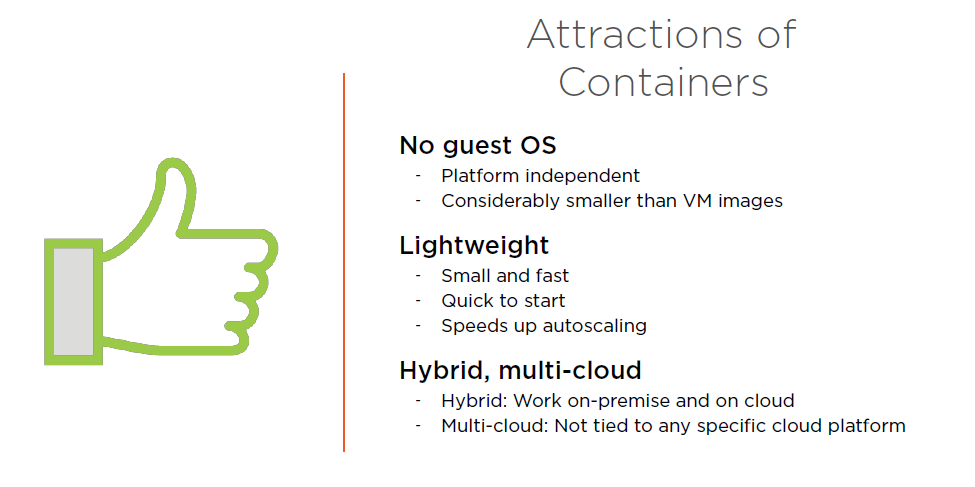 Attractions of
Containers
No guest OS
- Platform independent
- Considerably smaller than VM images
Lightweight
- Small and fast
- Quick to start
- Speeds up autoscaling
Hybrid, multi-cloud
- Hybrid: Work on-premise and on cloud
- Multi-cloud: Not tied to any specific cloud platform